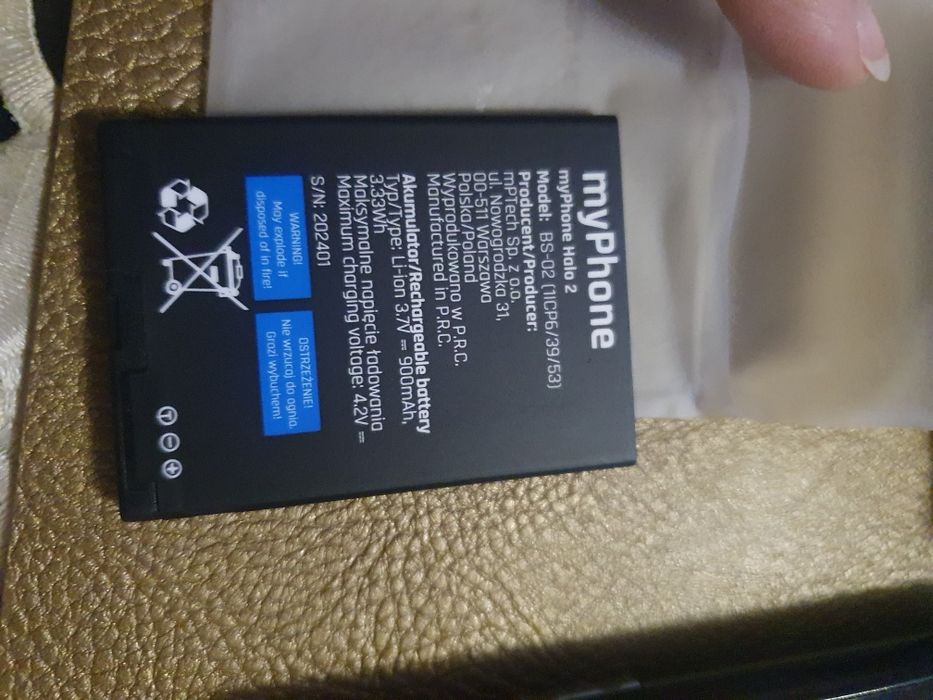 myPhone
myPhone Halo 2
Model: BS-02 (1ICP6/39/53)
Producent/Producer:
mPTech Sp. z o.o.
ul. Nowogrodzka 31,
00-511 Warszawa
Polska/Poland
Wyprodukowano w P.R.C.
Manufactured in P.R.C.
Akumulator/Rechargeable battery
Typ/Type: Li-ion 3.7V ⎓ 900mAh,
3.33Wh
Maksymalne napięcie ładowania
Maximum charging voltage: 4.2V ⎓
S/N: 202401
WARNING!
May explode if
disposed of in fire!
OSTRZEŻENIE!
Nie wrzucaj do ognia.
Grozi wybuchem!
T - +